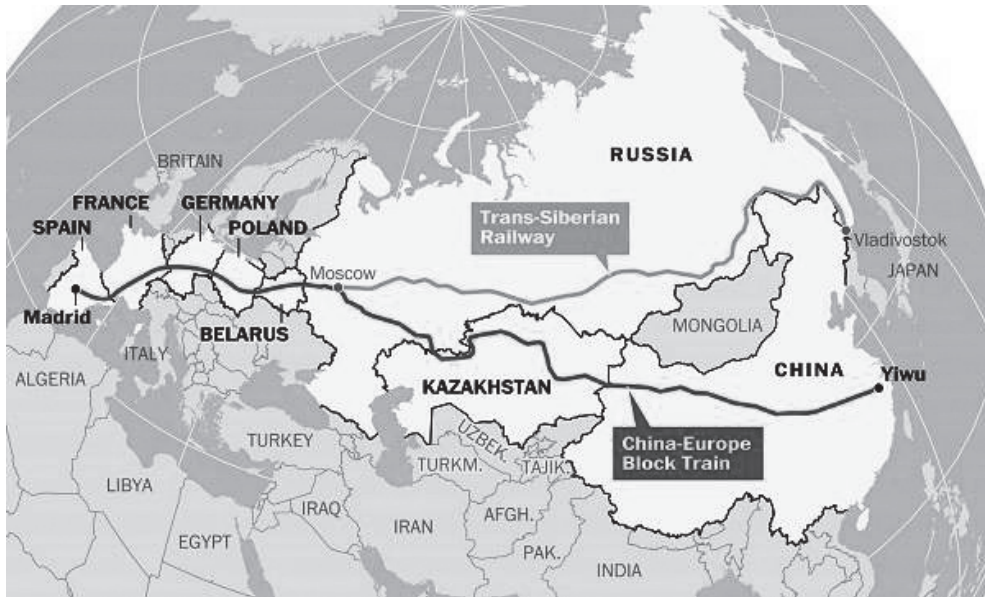 RUSSIA
BRITAIN
FRANCE
GERMANY
SPAIN
POLAND
Trans-Siberian
Railway
Vladivostok
Moscow
JAPAN
Madrid
BELARUS
MONGOLIA
ITALY
ALGERIA
KAZAKHSTAN
CHINA
Yiwu
TURKEY
UZBEK.
China-Europe
Block Train
TURKM.
TAJIK.
LIBYA
IRAQ
IRAN
AFGH.
EGYPT
PAK.
INDIA